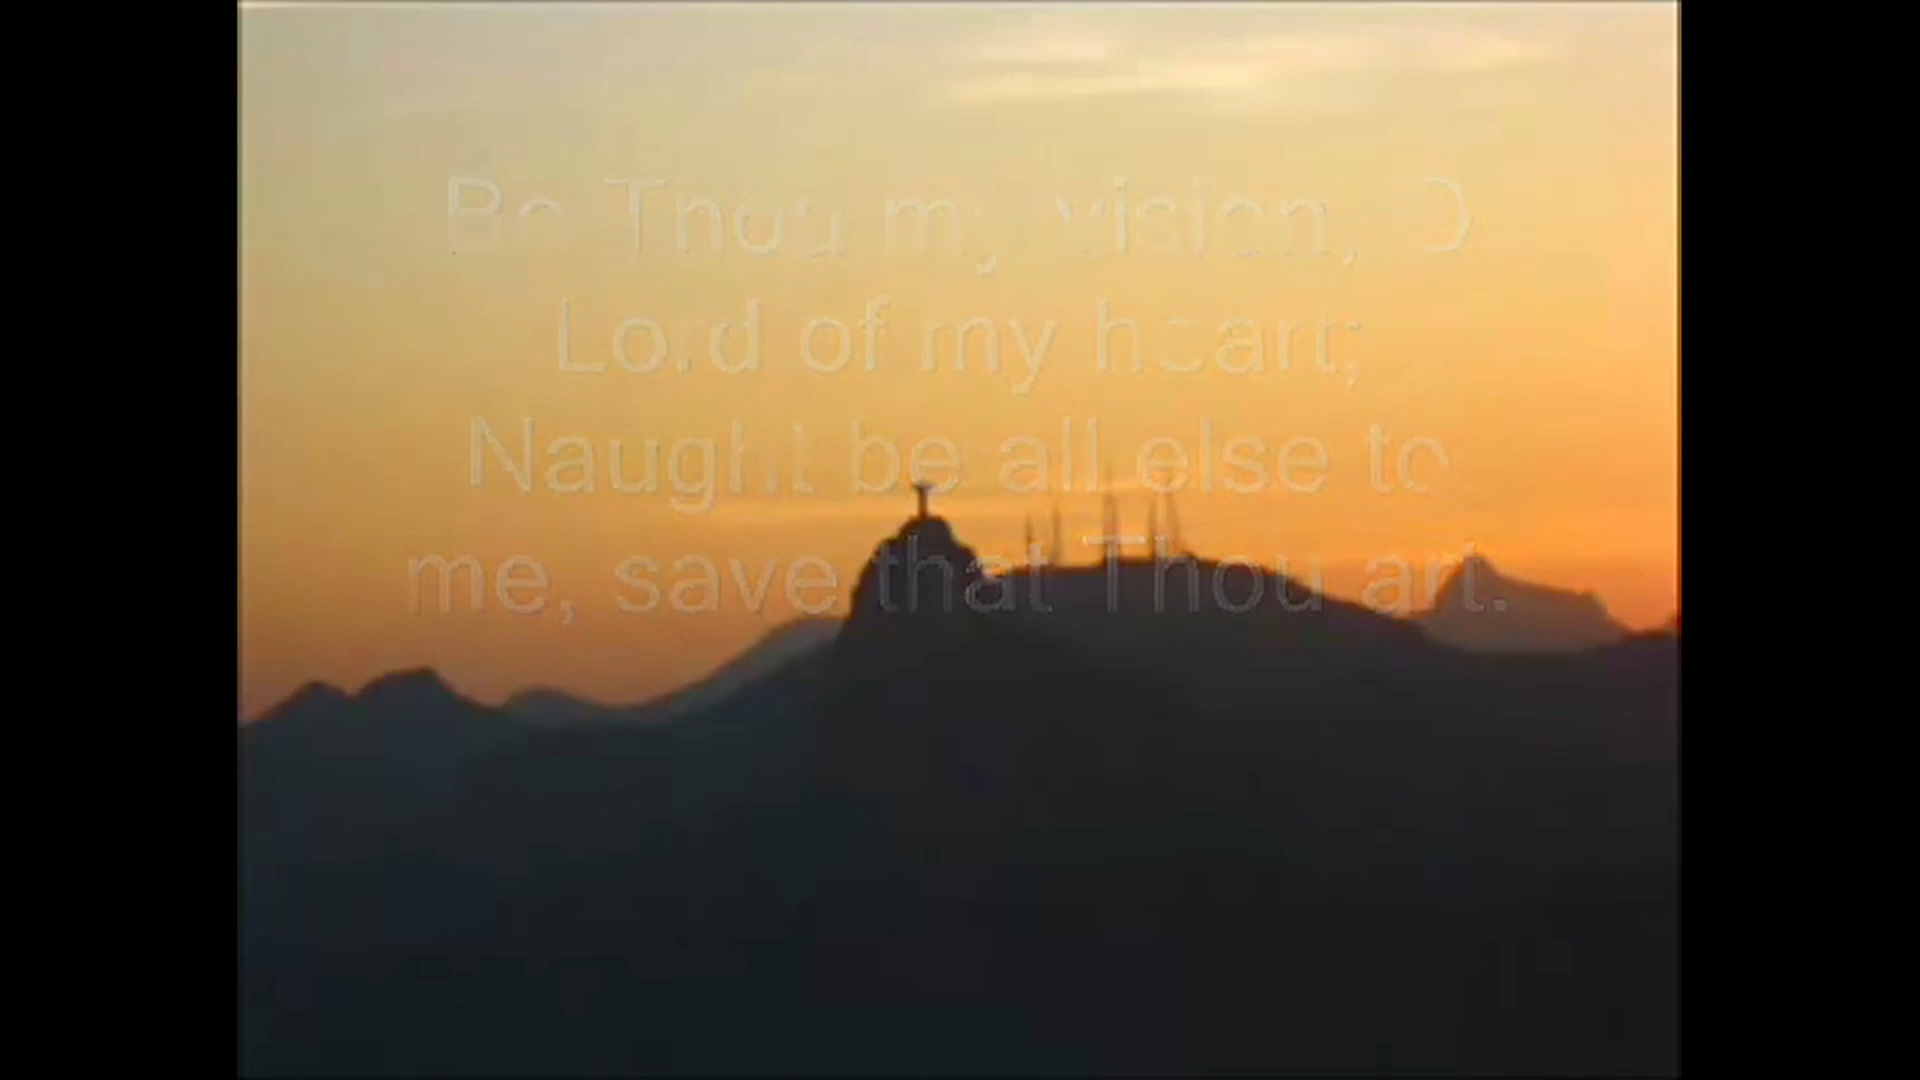 Be Thou my vision, O
Lord of my heart;
Naught be all else to
me, save that Thou art.